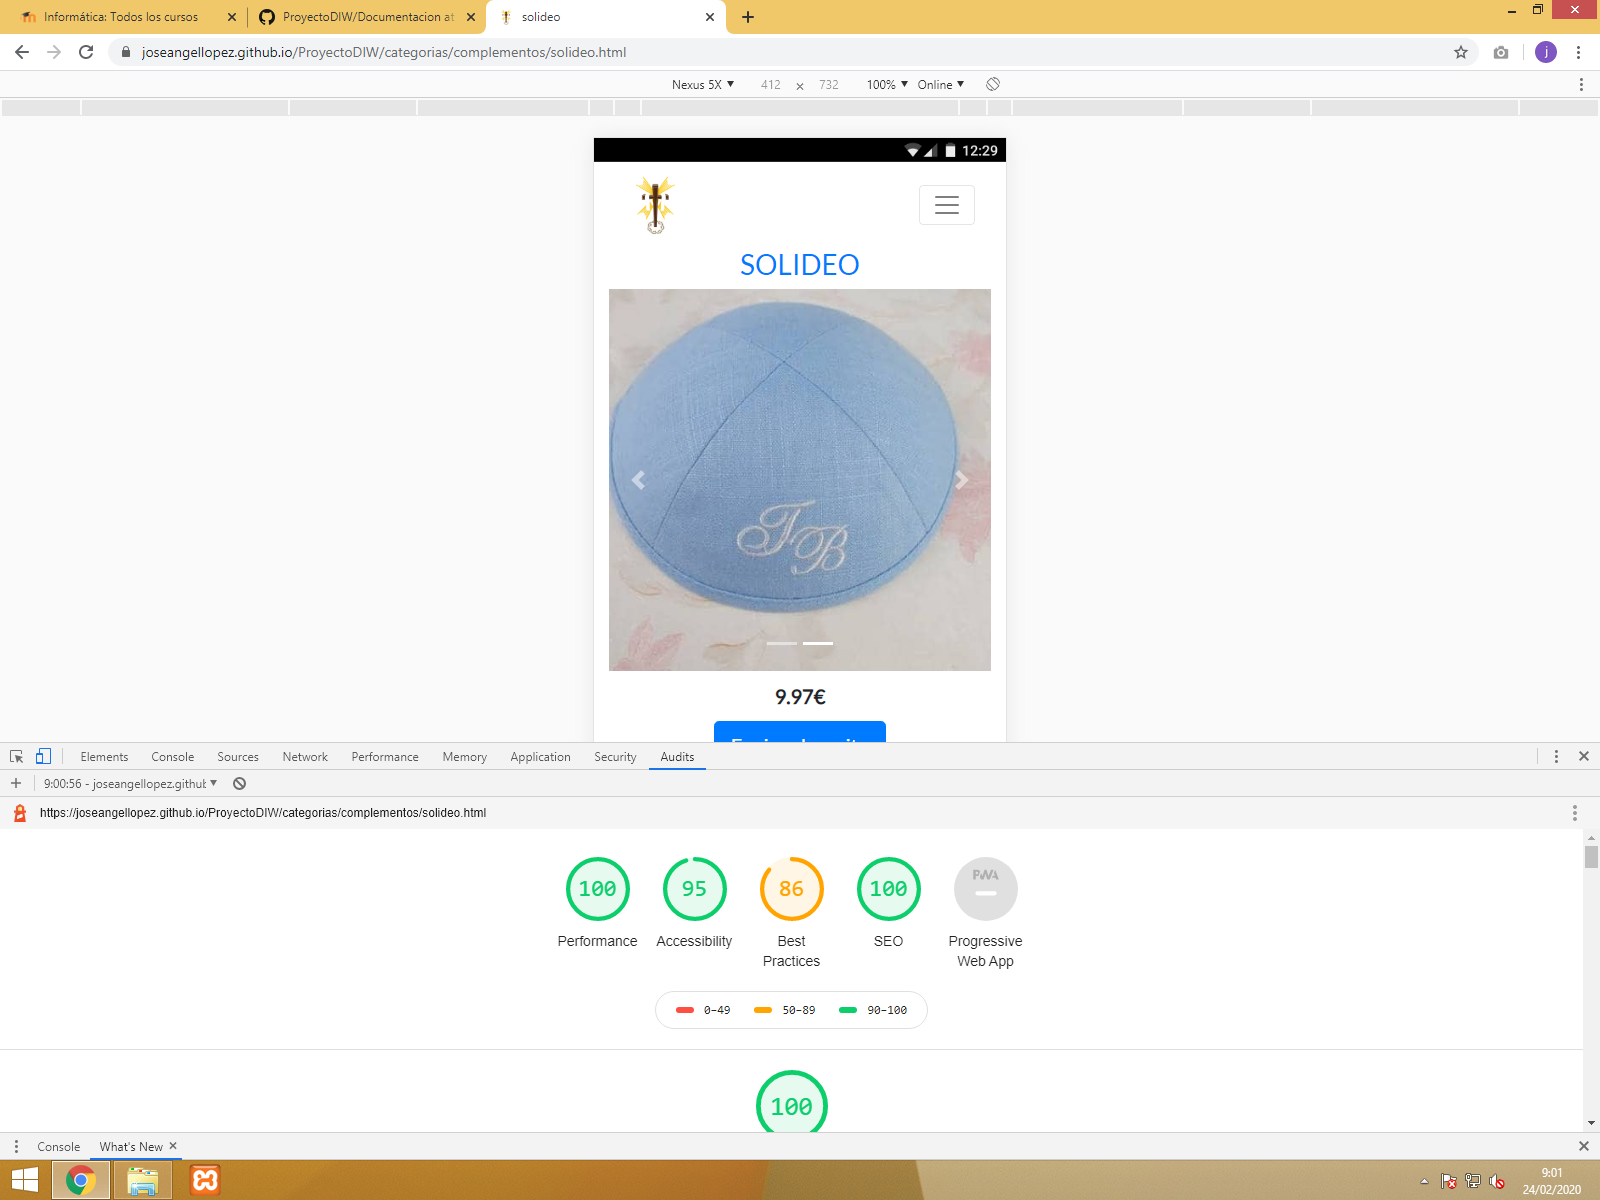 Informática: Todos los cursos
ProyectoDIW/Documentacion at
solideo
joseangellopez.github.io/ProyectoDIW/categorias/complementos/solideo.html
j
Nexus 5X
412 x 732
100%
Online
12:29
SOLIDEO
TB
9.97€
Elements
Console
Sources
Network
Performance
Memory
Application
Security
Audits
9:00:56 - joseangellopez.github
https://joseangellopez.github.io/ProyectoDIW/categorias/complementos/solideo.html
100
95
86
100
PWA
Performance
Accessibility
Best
Practices
SEO
Progressive
Web App
0–49
50–89
90–100
100
Console
What's New
9:01
24/02/2020